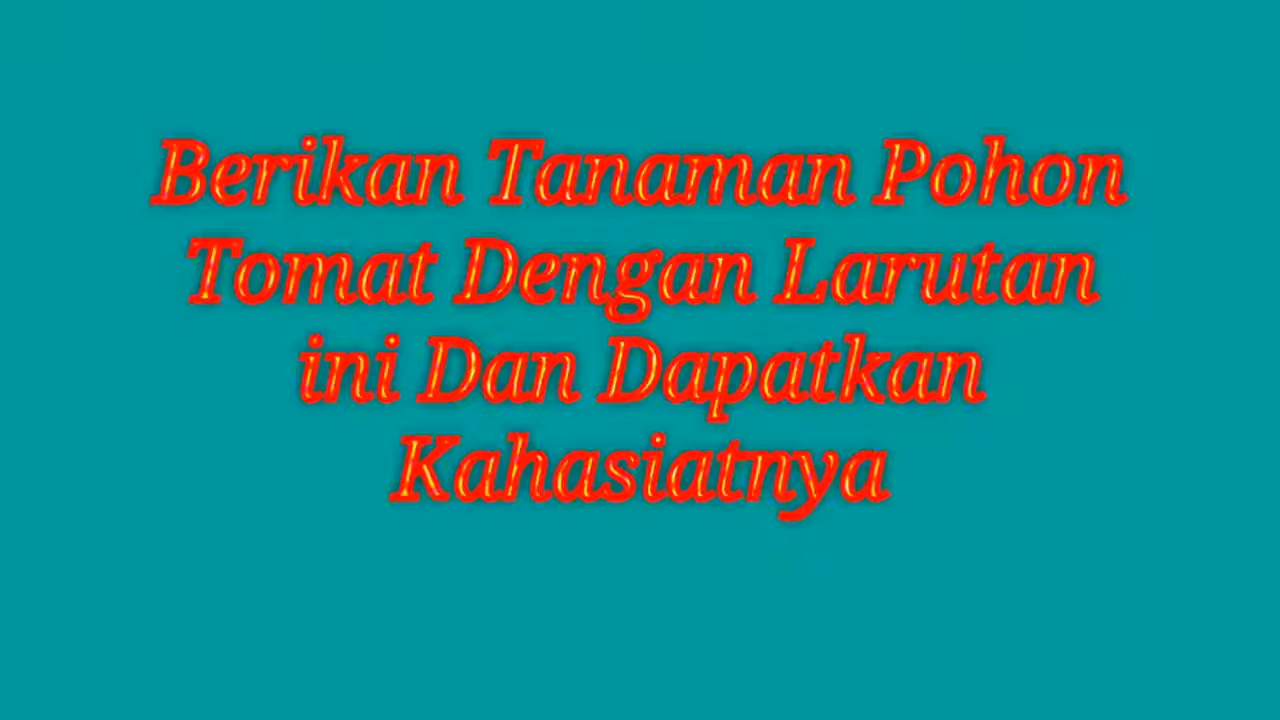 Berikan Tanaman Pohon
Tomat Dengan Larutan
ini Dan Dapatkan
Kahasiatnya